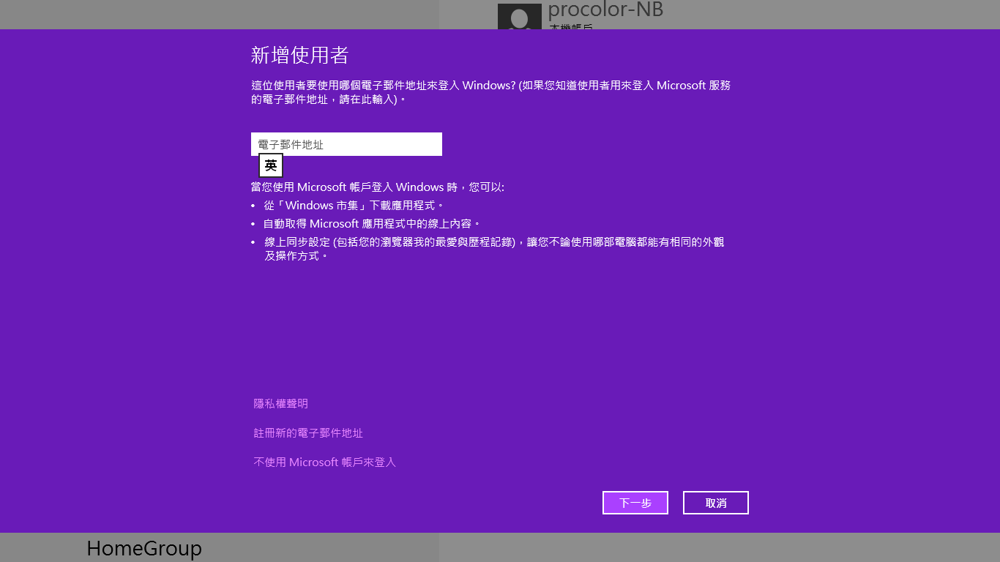 procolor-NB
本機帳戶
新增使用者
這位使用者要使用哪個電子郵件地址來登入 Windows? (如果您知道使用者用來登入 Microsoft 服務
的電子郵件地址，請在此輸入)。
電子郵件地址
英
當您使用 Microsoft 帳戶登入 Windows 時，您可以:
• 從「Windows 市集」下載應用程式。
• 自動取得 Microsoft 應用程式中的線上內容。
• 線上同步設定 (包括您的瀏覽器我的最愛與歷程記錄)，讓您不論使用哪部電腦都能有相同的外觀
及操作方式。
隱私權聲明
註冊新的電子郵件地址
不使用 Microsoft 帳戶來登入
下一步
取消
HomeGroup